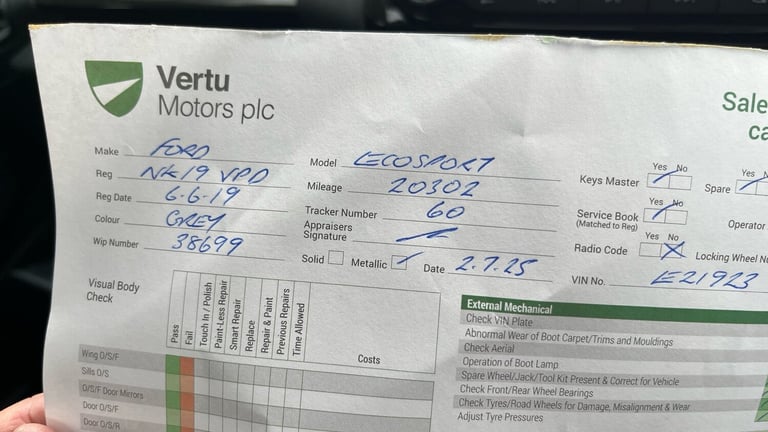 Vertu
Motors plc
Sale
ca
Make FORD
Model ECOSPORT
Reg NK19 VPD
Mileage 20302
Reg Date 6-6-19
Tracker Number 60
Colour GREY
Appraisers
Signature
Wip Number 38699
Solid Metallic Date 2.7.25
Yes No
Keys Master Spare
Yes No
Service Book
(Matched to Reg)
Operator
Yes No
Radio Code Locking Wheel
VIN No. E21923
Visual Body
Check
Pass
Fail
Touch In / Polish
Paint-Less Repair
Smart Repair
Replace
Repair & Paint
Previous Repairs
Time Allowed
Costs
Wing O/S/F
Sills O/S
O/S/F Door Mirrors
Door O/S/F
Door O/S/R
External Mechanical
Check VIN Plate
Abnormal Wear of Boot Carpet/Trims and Mouldings
Check Aerial
Operation of Boot Lamp
Spare Wheel/Jack/Tool Kit Present & Correct for Vehicle
Check Front/Rear Wheel Bearings
Check Tyres/Road Wheels for Damage, Misalignment & Wear
Adjust Tyre Pressures